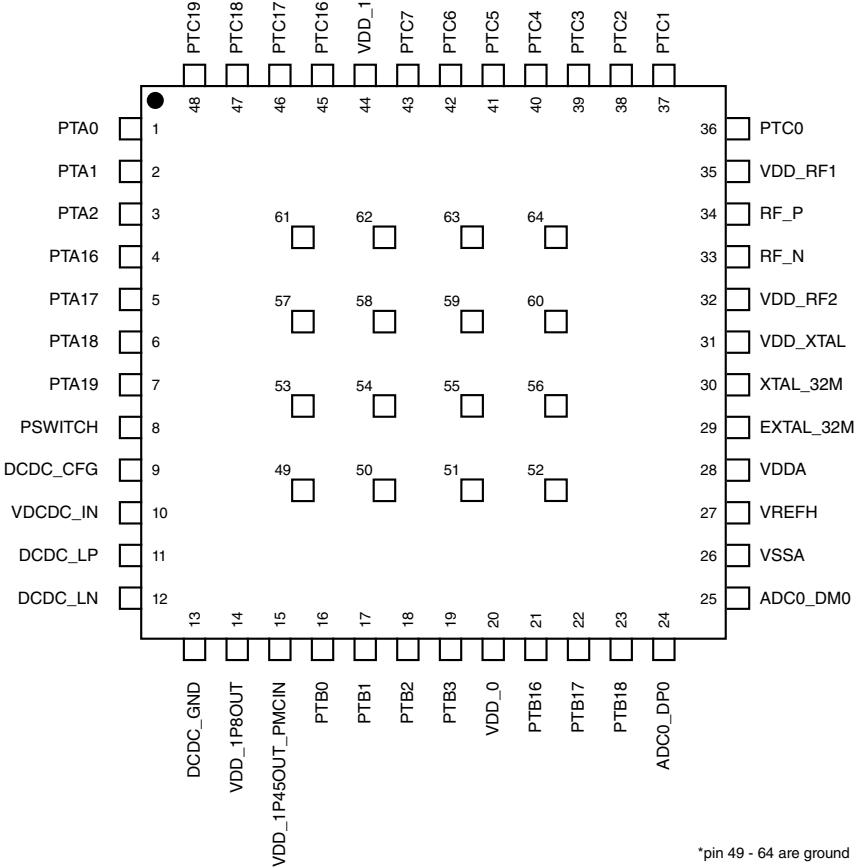 PTC19 PTC18 PTC17 PTC16 VDD_1 PTC7 PTC6 PTC5 PTC4 PTC3 PTC2 PTC1
48 47 46 45 44 43 42 41 40 39 38 37
PTA0 1 36 PTC0
PTA1 2 35 VDD_RF1
PTA2 3 34 RF_P
61 62 63 64
PTA16 4 33 RF_N
PTA17 5 32 VDD_RF2
57 58 59 60
PTA18 6 31 VDD_XTAL
PTA19 7 30 XTAL_32M
53 54 55 56
PSWITCH 8 29 EXTAL_32M
DCDC_CFG 9 28 VDDA
49 50 51 52
VDCDC_IN 10 27 VREFH
DCDC_LP 11 26 VSSA
DCDC_LN 12 25 ADC0_DM0
13 14 15 16 17 18 19 20 21 22 23 24
DCDC_GND VDD_1P8OUT VDD_1P45OUT_PMCIN PTB0 PTB1 PTB2 PTB3 VDD_0 PTB16 PTB17 PTB18 ADC0_DP0
*pin 49 - 64 are ground